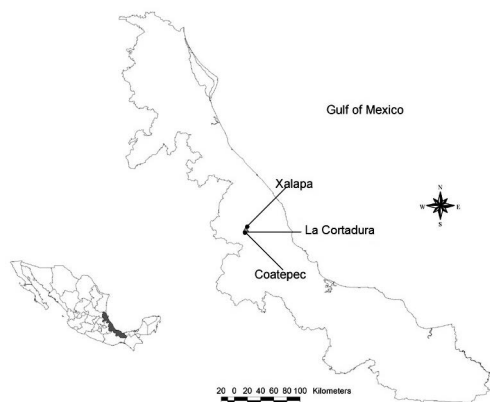 Gulf of Mexico
Xalapa
N
W E
S
La Cortadura
Coatepec
20 0 20 40 60 80 100 Kilometers